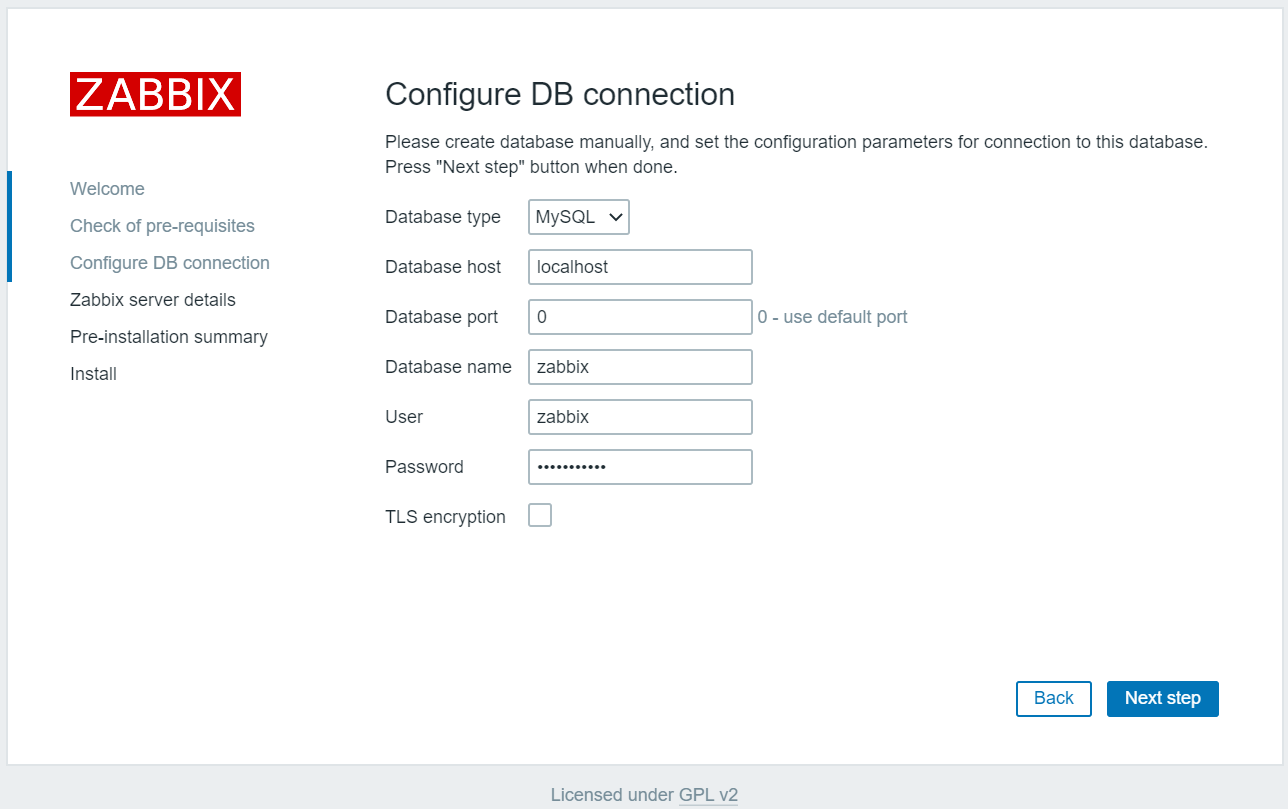 ZABBIX
Welcome
Check of pre-requisites
Configure DB connection
Zabbix server details
Pre-installation summary
Install
Configure DB connection
Please create database manually, and set the configuration parameters for connection to this database.
Press "Next step" button when done.
Database type MySQL
Database host localhost
Database port 0 0 - use default port
Database name zabbix
User zabbix
Password •••••••••••
TLS encryption
Back Next step
Licensed under GPL v2